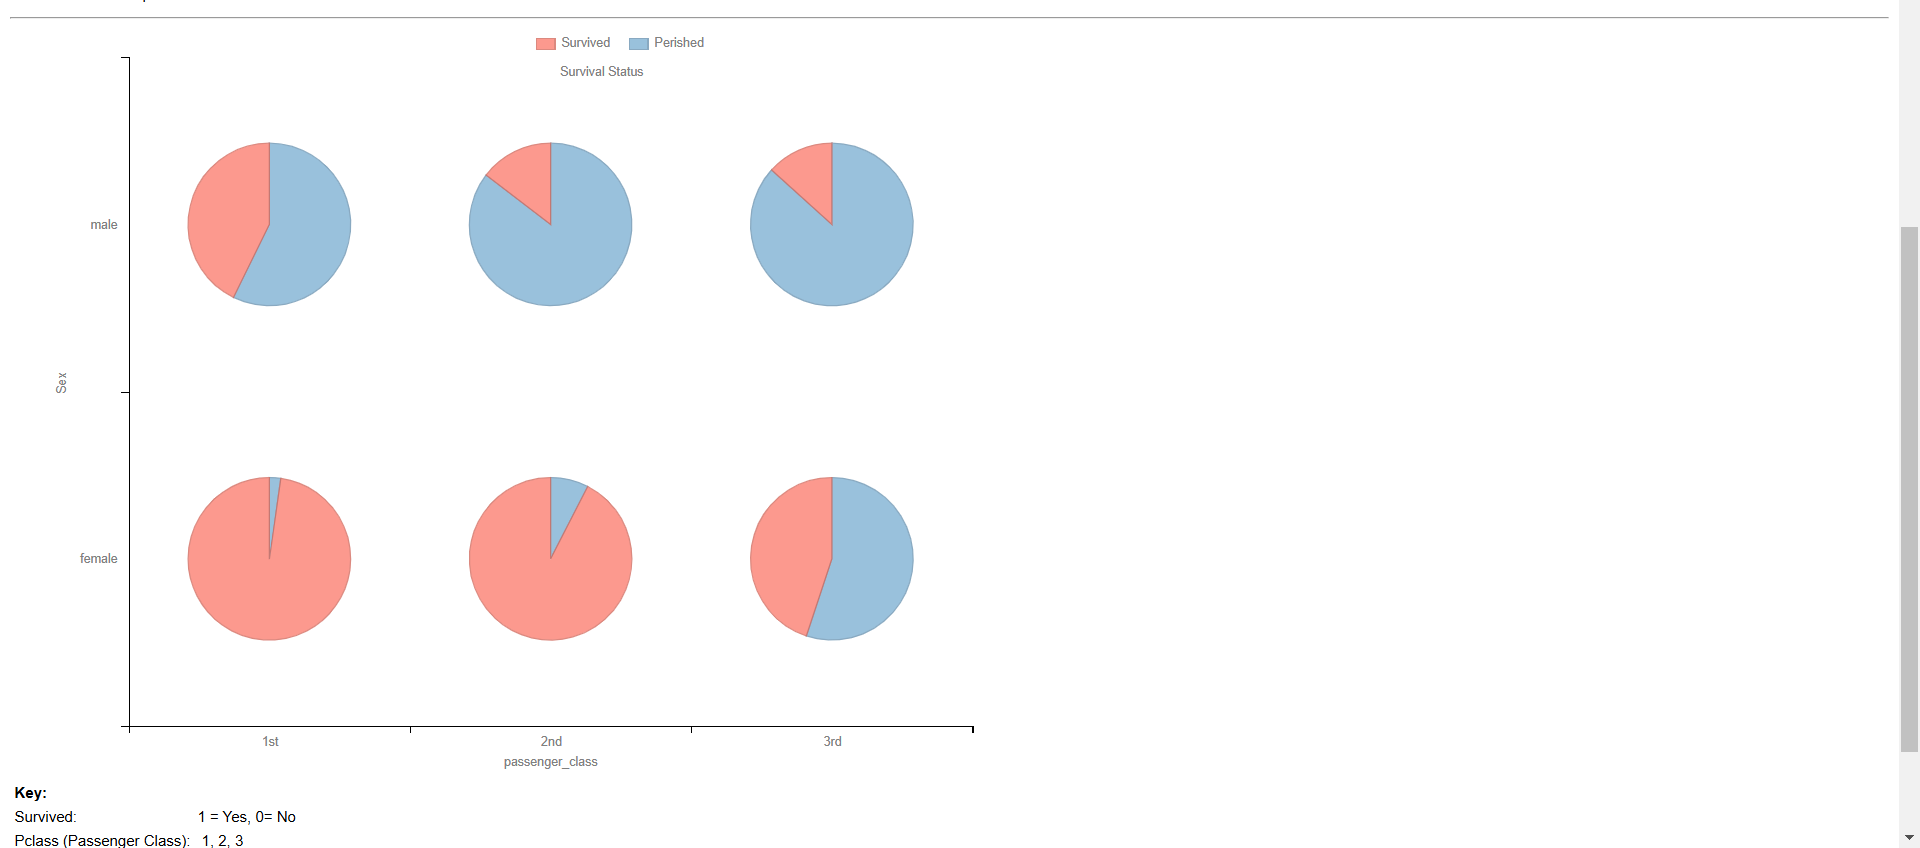 Survived Perished
Survival Status
male
Sex
female
1st 2nd 3rd
passenger_class
Key:
Survived: 1 = Yes, 0= No
Pclass (Passenger Class): 1, 2, 3